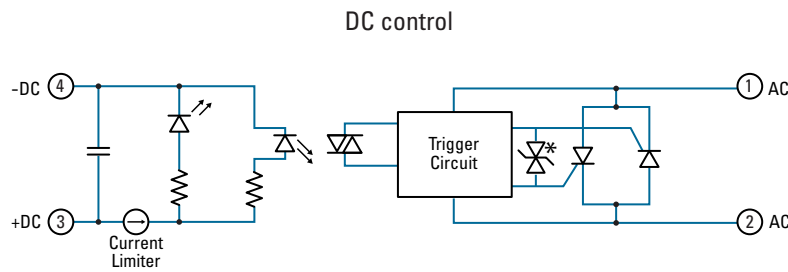 DC control
-DC 4
1 AC
Trigger
Circuit
*
+DC 3
2 AC
Current
Limiter